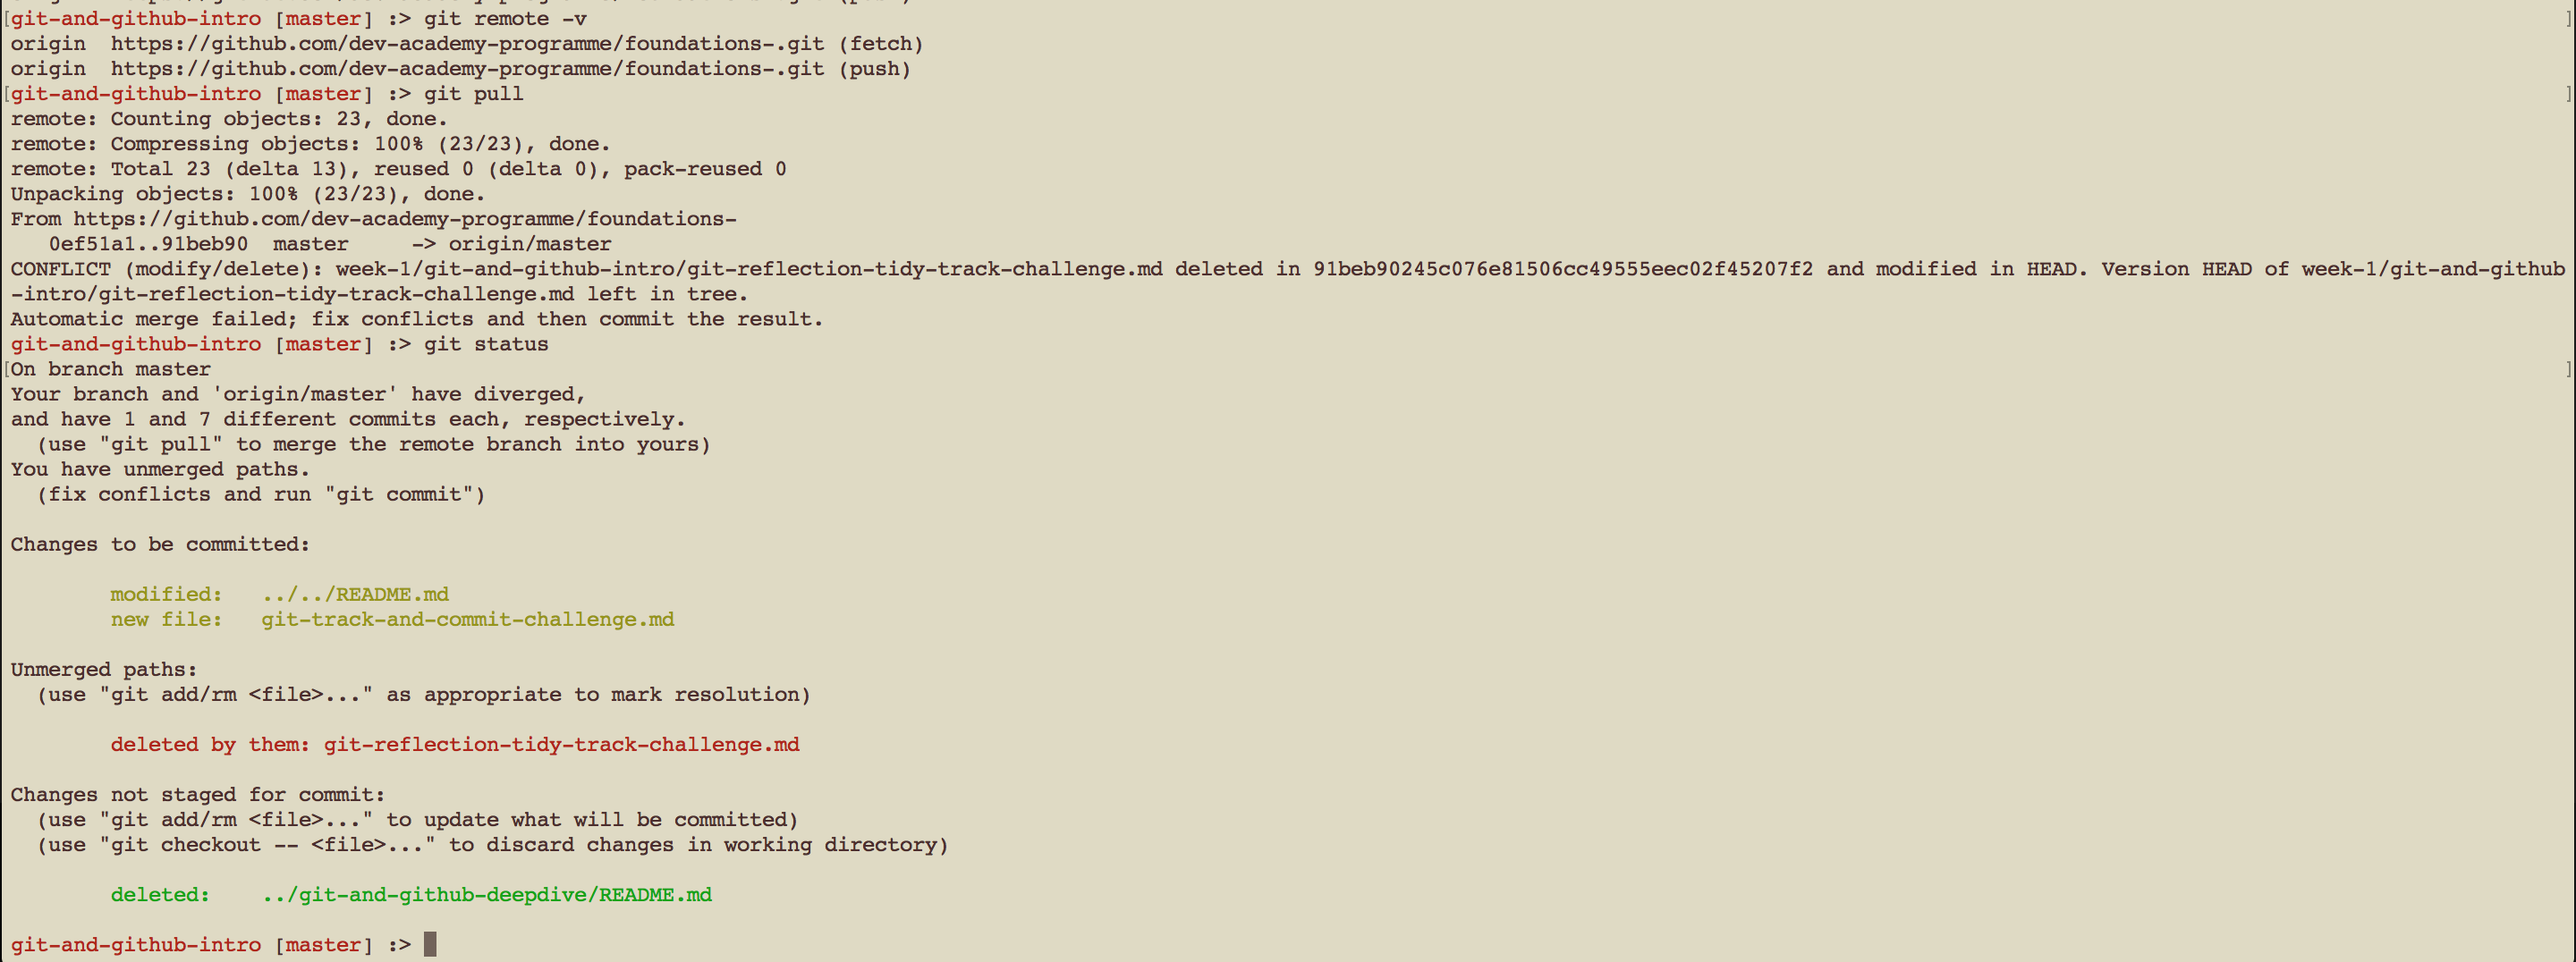 [git-and-github-intro [master] :> git remote -v ]
origin  https://github.com/dev-academy-programme/foundations-.git (fetch)
origin  https://github.com/dev-academy-programme/foundations-.git (push)
[git-and-github-intro [master] :> git pull ]
remote: Counting objects: 23, done.
remote: Compressing objects: 100% (23/23), done.
remote: Total 23 (delta 13), reused 0 (delta 0), pack-reused 0
Unpacking objects: 100% (23/23), done.
From https://github.com/dev-academy-programme/foundations-
   0ef51a1..91beb90  master     -> origin/master
CONFLICT (modify/delete): week-1/git-and-github-intro/git-reflection-tidy-track-challenge.md deleted in 91beb90245c076e81506cc49555eec02f45207f2 and modified in HEAD. Version HEAD of week-1/git-and-github
-intro/git-reflection-tidy-track-challenge.md left in tree.
Automatic merge failed; fix conflicts and then commit the result.
git-and-github-intro [master] :> git status
[On branch master ]
Your branch and 'origin/master' have diverged,
and have 1 and 7 different commits each, respectively.
  (use "git pull" to merge the remote branch into yours)
You have unmerged paths.
  (fix conflicts and run "git commit")
Changes to be committed:
        modified:   ../../README.md
        new file:   git-track-and-commit-challenge.md
Unmerged paths:
  (use "git add/rm <file>..." as appropriate to mark resolution)
        deleted by them: git-reflection-tidy-track-challenge.md
Changes not staged for commit:
  (use "git add/rm <file>..." to update what will be committed)
  (use "git checkout -- <file>..." to discard changes in working directory)
        deleted:    ../git-and-github-deepdive/README.md
git-and-github-intro [master] :>